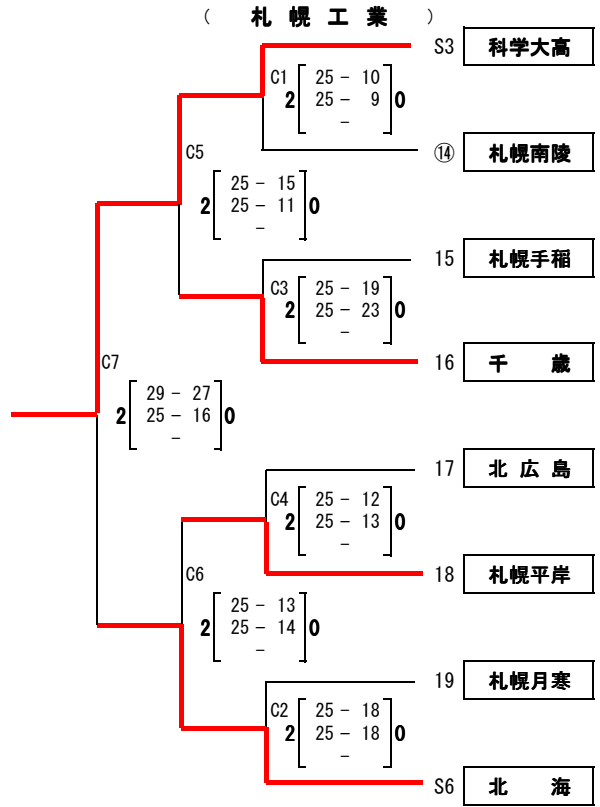 （ 札 幌 工 業 ）
S3 科学大高
C1 25 － 10
2 25 － 9 0
－
⑭ 札幌南陵
C5
25 － 15
2 25 － 11 0
－
15 札幌手稲
C3 25 － 19
2 25 － 23 0
－
16 千 歳
C7
29 － 27
2 25 － 16 0
－
17 北 広 島
C4 25 － 12
2 25 － 13 0
－
18 札幌平岸
C6
25 － 13
2 25 － 14 0
－
19 札幌月寒
C2 25 － 18
2 25 － 18 0
－
S6 北 海